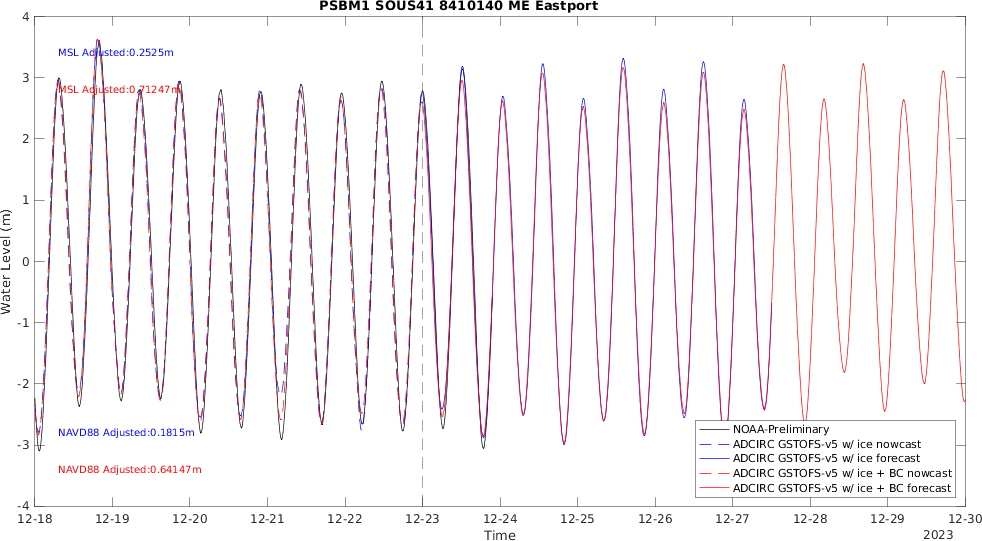 PSBM1 SOUS41 8410140 ME Eastport
MSL Adjusted:0.2525m
MSL Adjusted:0.71247m
NAVD88 Adjusted:0.1815m
NAVD88 Adjusted:0.64147m
Water Level (m)
4
3
2
1
0
-1
-2
-3
-4
NOAA-Preliminary
ADCIRC GSTOFS-v5 w/ ice nowcast
ADCIRC GSTOFS-v5 w/ ice forecast
ADCIRC GSTOFS-v5 w/ ice + BC nowcast
ADCIRC GSTOFS-v5 w/ ice + BC forecast
12-18 12-19 12-20 12-21 12-22 12-23 12-24 12-25 12-26 12-27 12-28 12-29 12-30
Time
2023